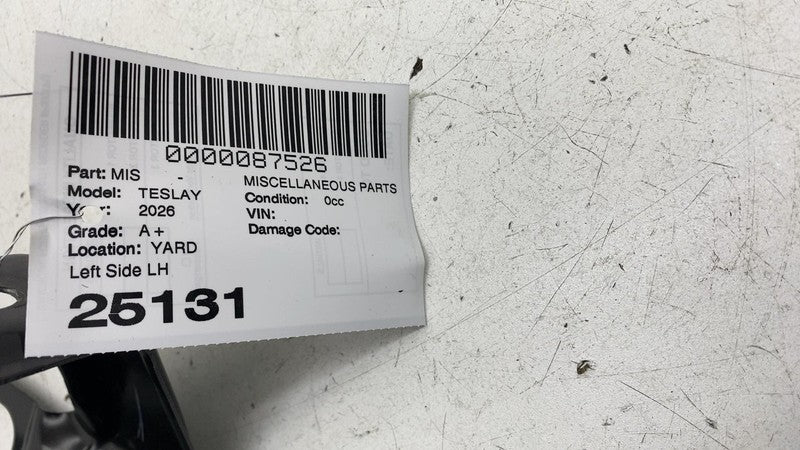 0000087526
Part: MIS - MISCELLANEOUS PARTS
Model: TESLAY Condition: 0cc
Year: 2026 VIN:
Grade: A+ Damage Code:
Location: YARD
Left Side LH
25131